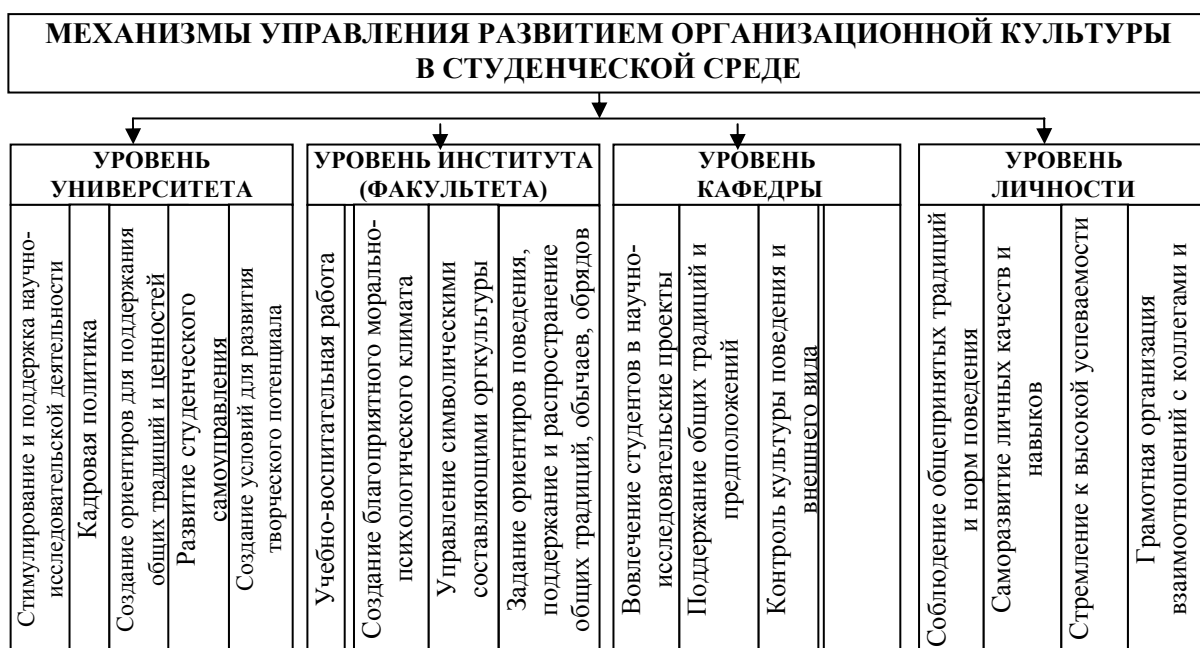 МЕХАНИЗМЫ УПРАВЛЕНИЯ РАЗВИТИЕМ ОРГАНИЗАЦИОННОЙ КУЛЬТУРЫ
В СТУДЕНЧЕСКОЙ СРЕДЕ
УРОВЕНЬ
УНИВЕРСИТЕТА
Стимулирование и поддержка научно-
исследовательской деятельности
Кадровая политика
Создание ориентиров для поддержания
общих традиций и ценностей
Развитие студенческого
самоуправления
Создание условий для развития
творческого потенциала
УРОВЕНЬ ИНСТИТУТА
(ФАКУЛЬТЕТА)
Учебно-воспитательная работа
Создание благоприятного морально-
психологического климата
Управление символическими
составляющими оргкультуры
Задание ориентиров поведения,
поддержание и распространение
общих традиций, обычаев, обрядов
УРОВЕНЬ
КАФЕДРЫ
Вовлечение студентов в научно-
исследовательские проекты
Поддержание общих традиций и
предположений
Контроль культуры поведения и
внешнего вида
УРОВЕНЬ
ЛИЧНОСТИ
Соблюдение общепринятых традиций
и норм поведения
Саморазвитие личных качеств и
навыков
Стремление к высокой успеваемости
Грамотная организация
взаимоотношений с коллегами и